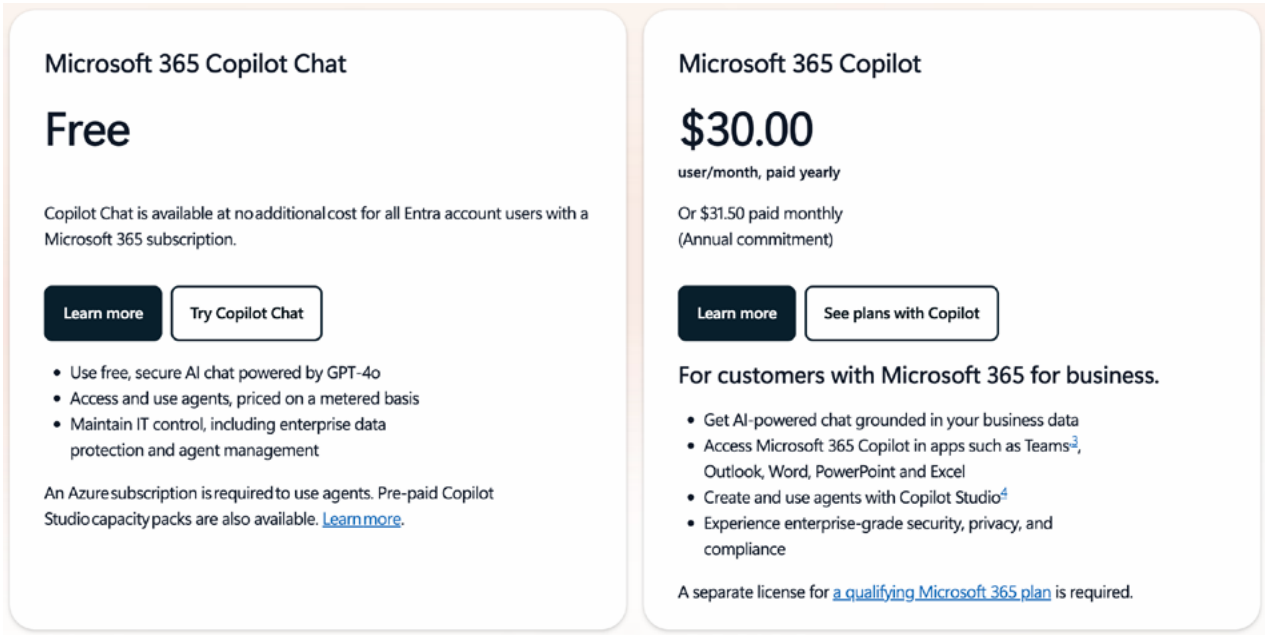 Microsoft 365 Copilot Chat
Free
Copilot Chat is available at no additional cost for all Entra account users with a
Microsoft 365 subscription.
Learn more
Try Copilot Chat
• Use free, secure AI chat powered by GPT-4o
• Access and use agents, priced on a metered basis
• Maintain IT control, including enterprise data
protection and agent management
An Azure subscription is required to use agents. Pre-paid Copilot
Studio capacity packs are also available. Learn more.
Microsoft 365 Copilot
$30.00
user/month, paid yearly
Or $31.50 paid monthly
(Annual commitment)
Learn more
See plans with Copilot
For customers with Microsoft 365 for business.
• Get AI-powered chat grounded in your business data
• Access Microsoft 365 Copilot in apps such as Teams3,
Outlook, Word, PowerPoint and Excel
• Create and use agents with Copilot Studio4
• Experience enterprise-grade security, privacy, and
compliance
A separate license for a qualifying Microsoft 365 plan is required.